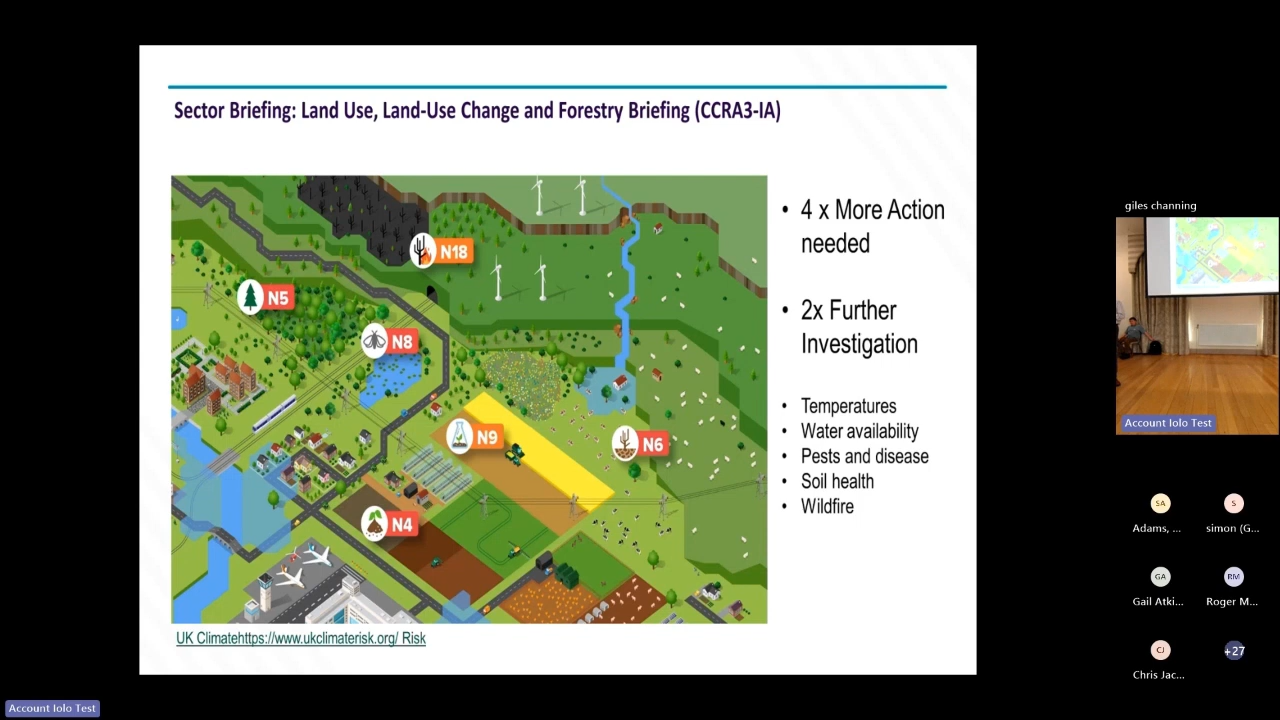 Sector Briefing: Land Use, Land-Use Change and Forestry Briefing (CCRA3-IA)
N18
N5
N8
N9
N6
N4
• 4 x More Action
needed
• 2x Further
Investigation
• Temperatures
• Water availability
• Pests and disease
• Soil health
• Wildfire
UK Climatehttps://www.ukclimaterisk.org/ Risk
giles channing
Account Iolo Test
SA
S
Adams, ...
simon (G...
GA
RM
Gail Atki...
Roger M...
CJ
+27
Chris Jac...
Account Iolo Test